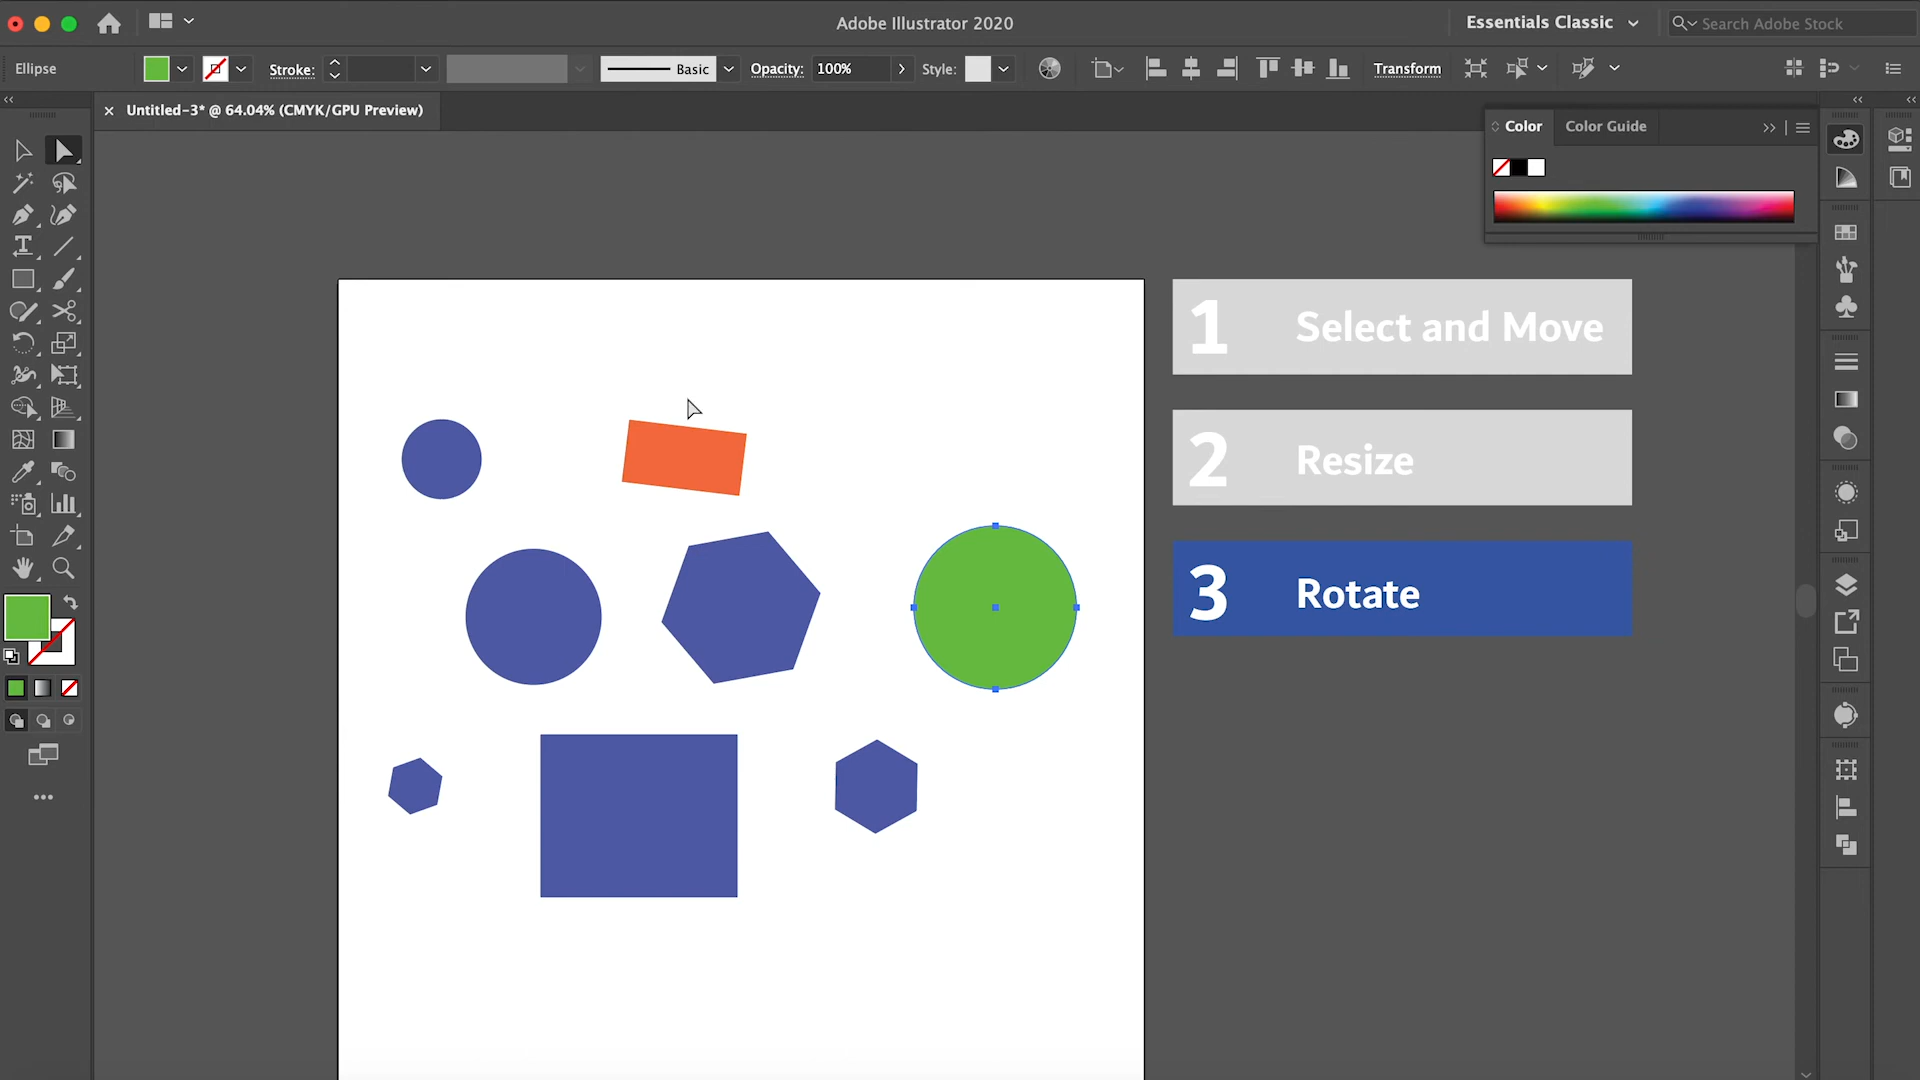 Adobe Illustrator 2020
Essentials Classic
Search Adobe Stock
Ellipse
Stroke:
Basic
Opacity:
100%
Style:
Transform
Untitled-3* @ 64.04% (CMYK/GPU Preview)
Color
Color Guide
1 Select and Move
2 Resize
3 Rotate